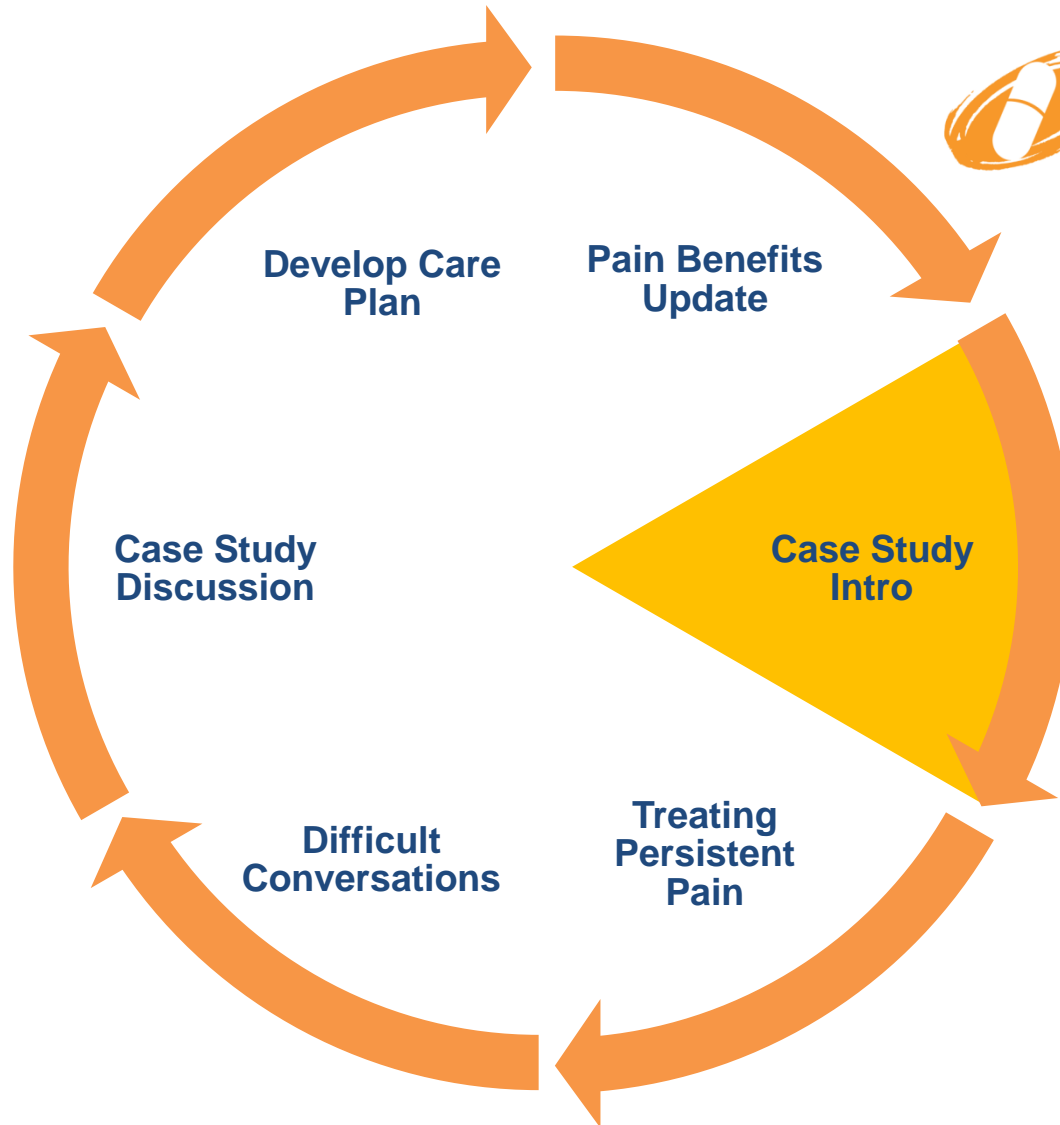 Develop Care
Plan
Pain Benefits
Update
Case Study
Discussion
Case Study
Intro
Difficult
Conversations
Treating
Persistent
Pain